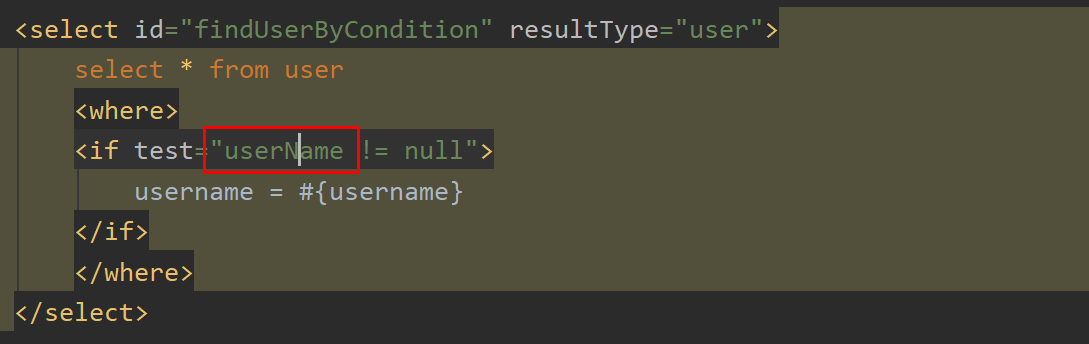 <select id="findUserByCondition" resultType="user">
select * from user
<where>
<if test="userName != null">
username = #{username}
</if>
</where>
</select>